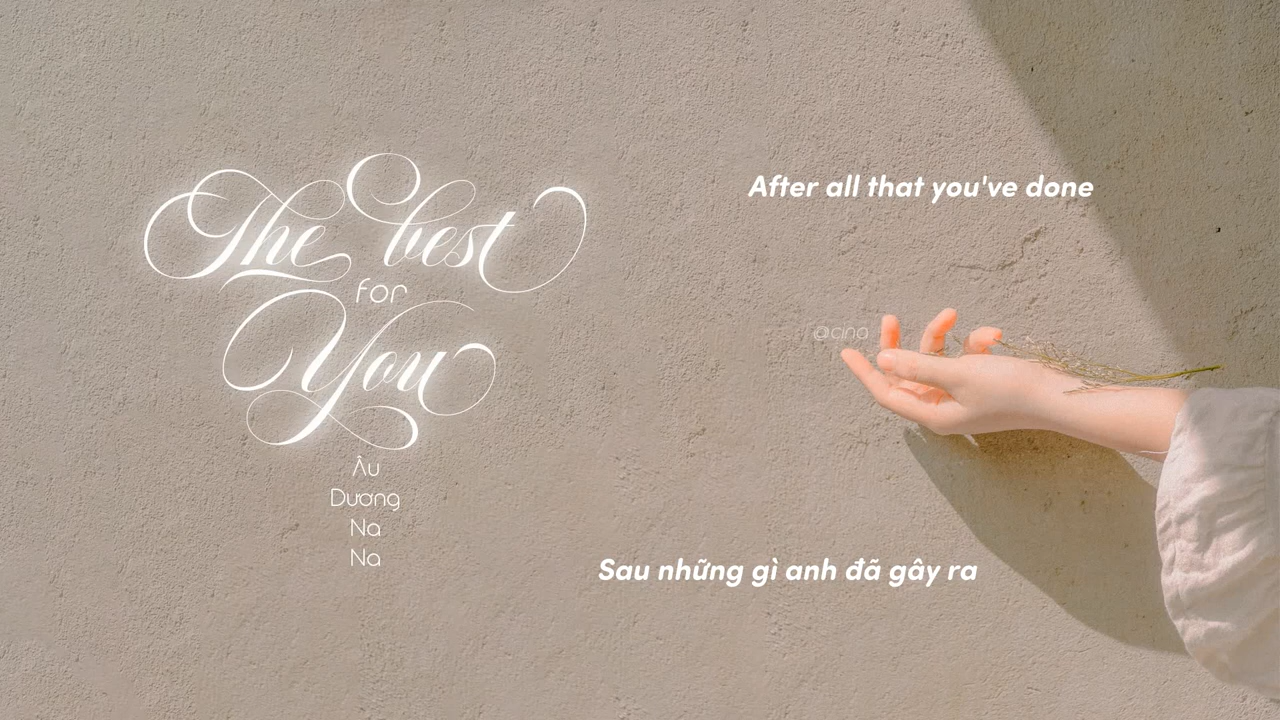 The best
for
You
Âu
Dương
Na
Na
After all that you've done
@cina
Sau những gì anh đã gây ra